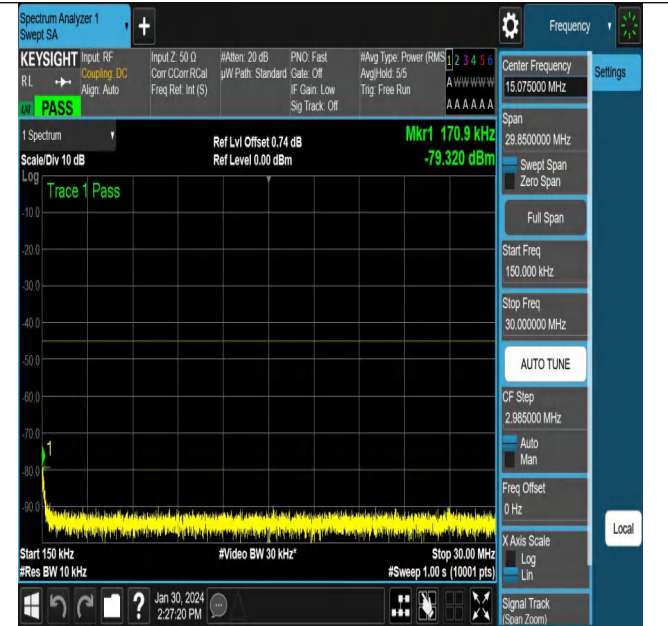 Spectrum Analyzer 1
Swept SA
Frequency
KEYSIGHT
RL
PASS
Input: RF
Coupling: DC
Align: Auto
Input Z: 50 Ω
Corr CCorr RCal
Freq Ref: Int (S)
#Atten: 20 dB
µW Path: Standard
PNO: Fast
Gate: Off
IF Gain: Low
Sig Track: Off
#Avg Type: Power (RMS
Avg|Hold: 5/5
Trig: Free Run
1 2 3 4 5 6
A W W W W W
A A A A A A
1 Spectrum
Scale/Div 10 dB
Ref Lvl Offset 0.74 dB
Ref Level 0.00 dBm
Mkr1 170.9 kHz
-79.320 dBm
Log
Trace 1 Pass
-10.0
-20.0
-30.0
-40.0
-50.0
-60.0
-70.0
1
-80.0
-90.0
Start 150 kHz
#Video BW 30 kHz*
Stop 30.00 MHz
#Res BW 10 kHz
#Sweep 1.00 s (10001 pts)
Jan 30, 2024
2:27:20 PM
Center Frequency
15.075000 MHz
Settings
Span
29.8500000 MHz
Swept Span
Zero Span
Full Span
Start Freq
150.000 kHz
Stop Freq
30.000000 MHz
AUTO TUNE
CF Step
2.985000 MHz
Auto
Man
Freq Offset
0 Hz
Local
X Axis Scale
Log
Lin
Signal Track
(Span Zoom)